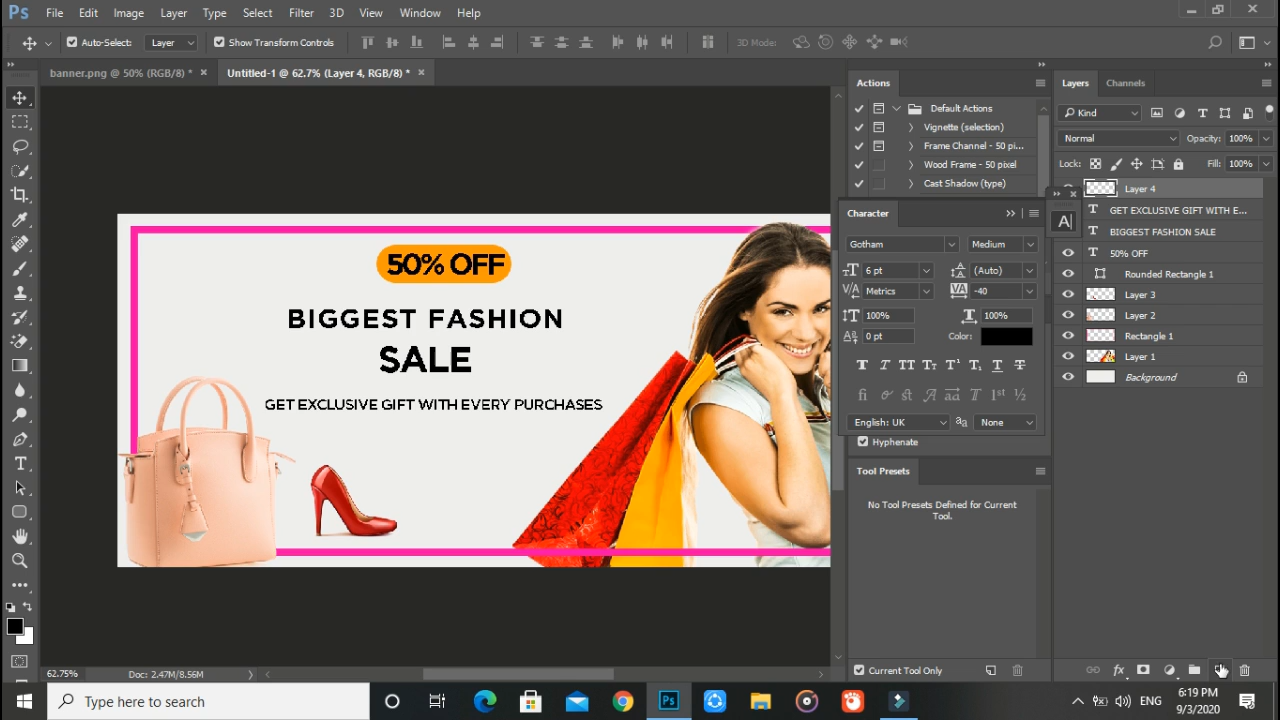 Ps File Edit Image Layer Type Select Filter 3D View Window Help
Auto-Select: Layer Show Transform Controls 3D Mode:
banner.png @ 50% (RGB/8) * × Untitled-1 @ 62.7% (Layer 4, RGB/8) * ×
Actions
Default Actions
Vignette (selection)
Frame Channel - 50 pi...
Wood Frame - 50 pixel
Cast Shadow (type)
Character
Gotham Medium
6 pt (Auto)
Metrics -40
100% 100%
0 pt Color:
English: UK aa None
Hyphenate
Tool Presets
No Tool Presets Defined for Current
Tool.
Current Tool Only
Layers Channels
Kind
Normal Opacity: 100%
Lock: Fill: 100%
Layer 4
GET EXCLUSIVE GIFT WITH E...
BIGGEST FASHION SALE
50% OFF
Rounded Rectangle 1
Layer 3
Layer 2
Rectangle 1
Layer 1
Background
50% OFF
BIGGEST FASHION
SALE
GET EXCLUSIVE GIFT WITH EVERY PURCHASES
62.75% Doc: 2.47M/8.56M
Type here to search
Ps
ENG
6:19 PM
9/3/2020